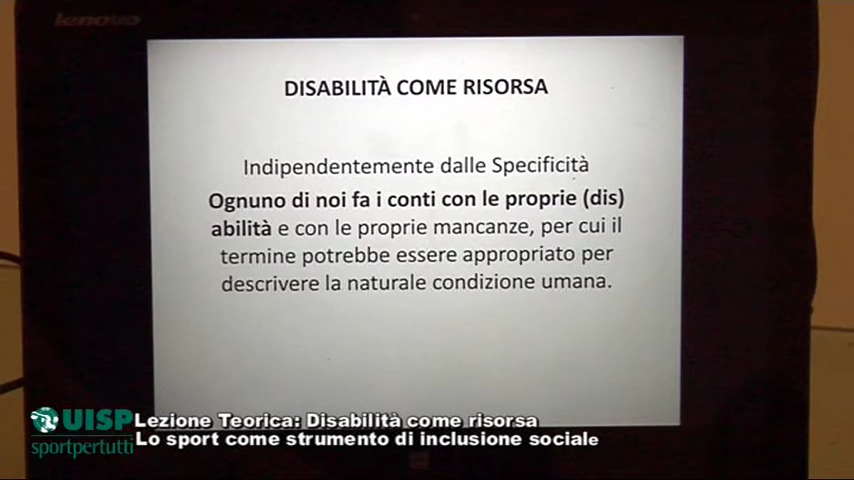 lenovo
DISABILITÀ COME RISORSA
Indipendentemente dalle Specificità
Ognuno di noi fa i conti con le proprie (dis)
abilità e con le proprie mancanze, per cui il
termine potrebbe essere appropriato per
descrivere la naturale condizione umana.
UISP
sportpertutti
Lezione Teorica: Disabilità come risorsa
Lo sport come strumento di inclusione sociale